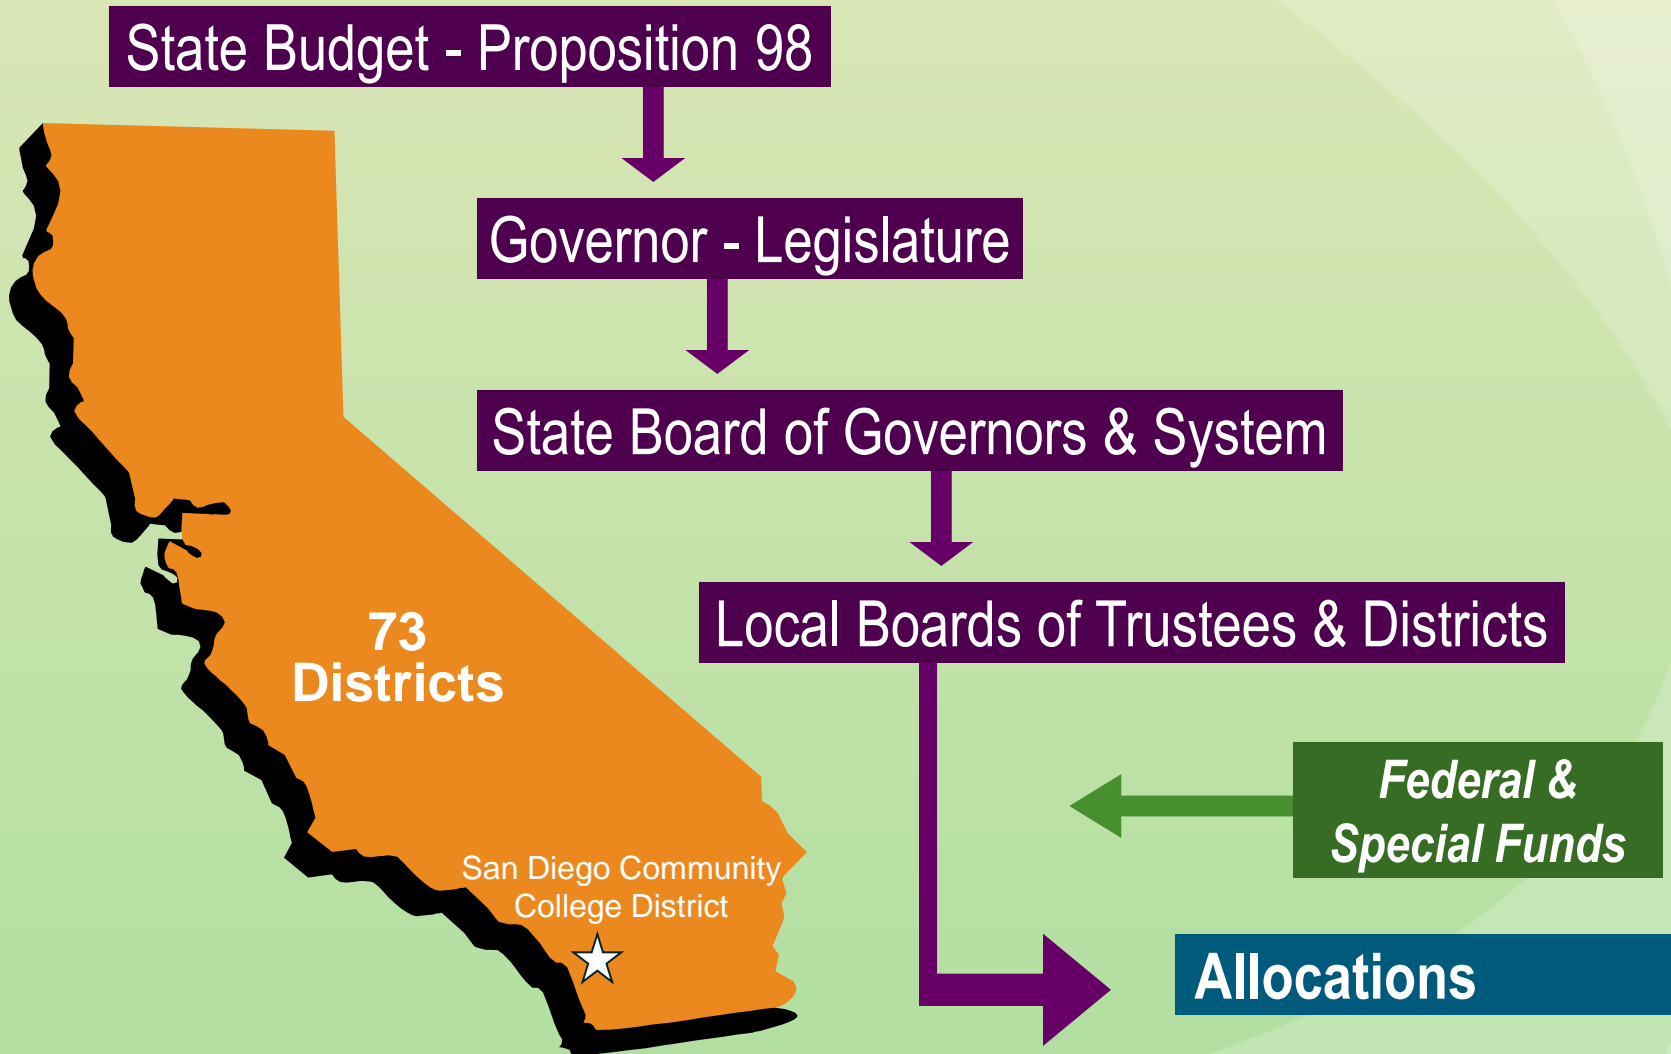 State Budget - Proposition 98
Governor - Legislature
State Board of Governors & System
Local Boards of Trustees & Districts
73
Districts
Federal &
Special Funds
San Diego Community
College District
Allocations